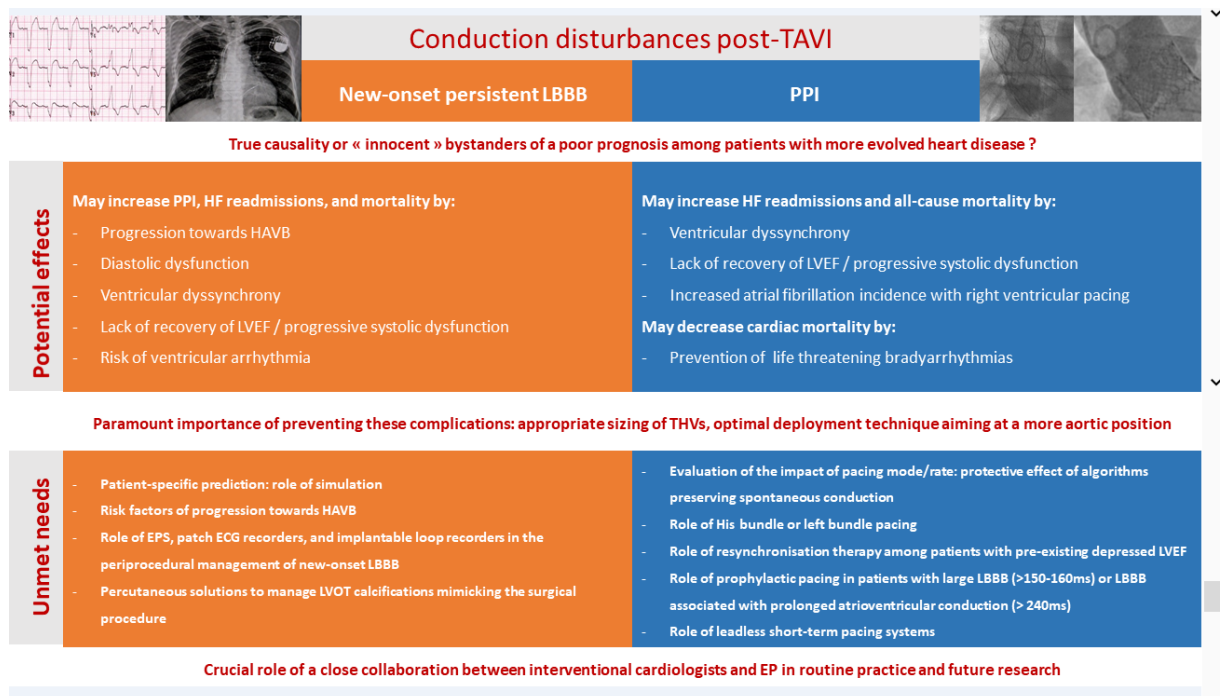 Conduction disturbances post-TAVI
New-onset persistent LBBB
PPI
True causality or « innocent » bystanders of a poor prognosis among patients with more evolved heart disease ?
Potential effects
May increase PPI, HF readmissions, and mortality by:
- Progression towards HAVB
- Diastolic dysfunction
- Ventricular dyssynchrony
- Lack of recovery of LVEF / progressive systolic dysfunction
- Risk of ventricular arrhythmia
May increase HF readmissions and all-cause mortality by:
- Ventricular dyssynchrony
- Lack of recovery of LVEF / progressive systolic dysfunction
- Increased atrial fibrillation incidence with right ventricular pacing
May decrease cardiac mortality by:
- Prevention of life threatening bradyarrhythmias
Paramount importance of preventing these complications: appropriate sizing of THVs, optimal deployment technique aiming at a more aortic position
Unmet needs
- Patient-specific prediction: role of simulation
- Risk factors of progression towards HAVB
- Role of EPS, patch ECG recorders, and implantable loop recorders in the
periprocedural management of new-onset LBBB
- Percutaneous solutions to manage LVOT calcifications mimicking the surgical
procedure
- Evaluation of the impact of pacing mode/rate: protective effect of algorithms
preserving spontaneous conduction
- Role of His bundle or left bundle pacing
- Role of resynchronisation therapy among patients with pre-existing depressed LVEF
- Role of prophylactic pacing in patients with large LBBB (>150-160ms) or LBBB
associated with prolonged atrioventricular conduction (> 240ms)
- Role of leadless short-term pacing systems
Crucial role of a close collaboration between interventional cardiologists and EP in routine practice and future research